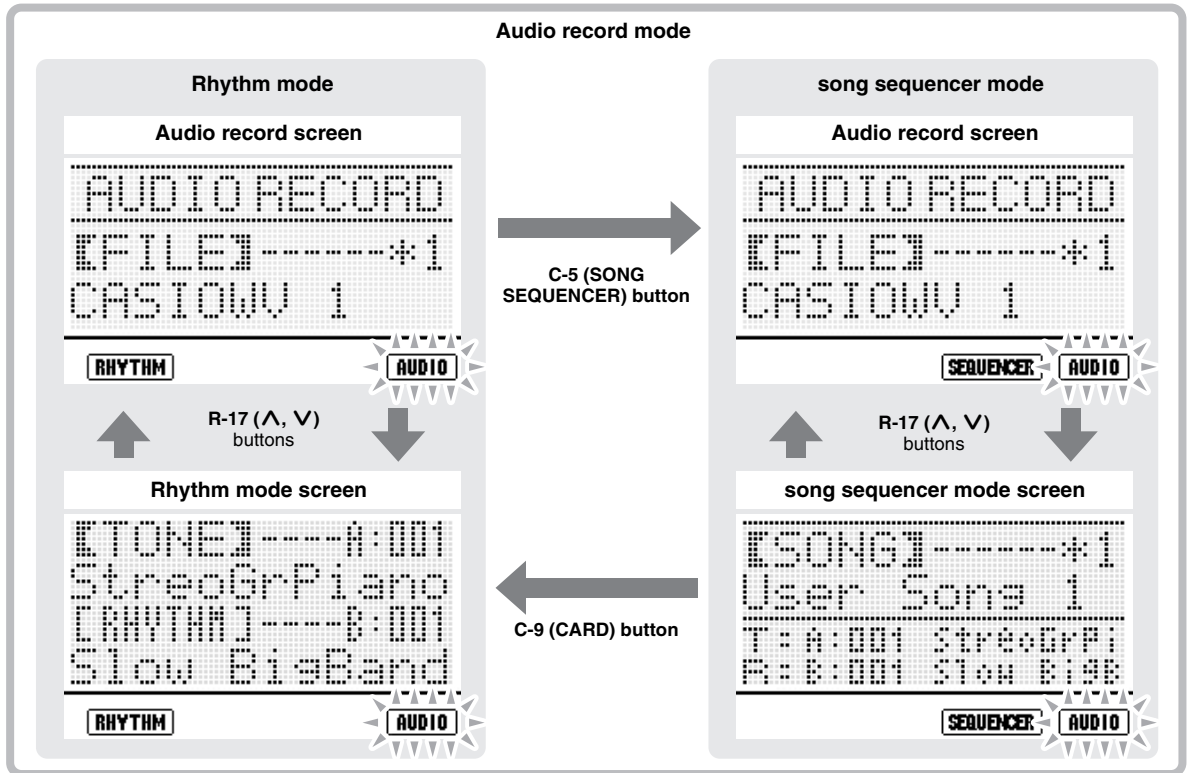 Audio record mode
Rhythm mode
Audio record screen
AUDIO RECORD
【FILE】-----*1
CASIOWV 1
RHYTHM
AUDIO
R-17 (∧, ∨)
buttons
Rhythm mode screen
【TONE】----A:001
StreoGrPiano
[RHYTHM]----B:001
Slow BigBand
RHYTHM
AUDIO
C-5 (SONG
SEQUENCER) button
C-9 (CARD) button
song sequencer mode
Audio record screen
AUDIO RECORD
【FILE】-----*1
CASIOWV 1
SEQUENCER
AUDIO
R-17 (∧, ∨)
buttons
song sequencer mode screen
【SONG】-----*1
User Song 1
T:A:001 StreoGrPi
R:B:001 Slow BigB
SEQUENCER
AUDIO